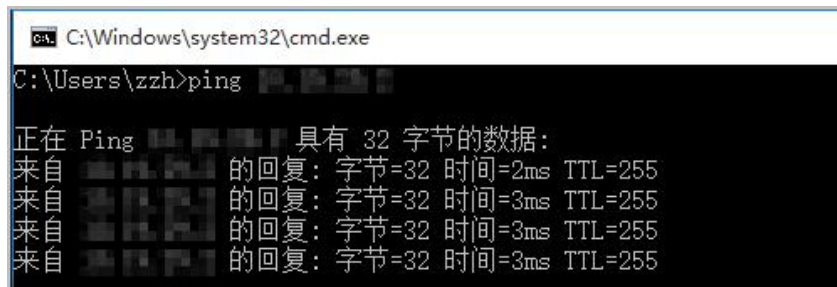 C:\Windows\system32\cmd.exe
C:\Users\zzh>ping
正在 Ping 具有 32 字节的数据:
来自 的回复: 字节=32 时间=2ms TTL=255
来自 的回复: 字节=32 时间=3ms TTL=255
来自 的回复: 字节=32 时间=3ms TTL=255
来自 的回复: 字节=32 时间=3ms TTL=255